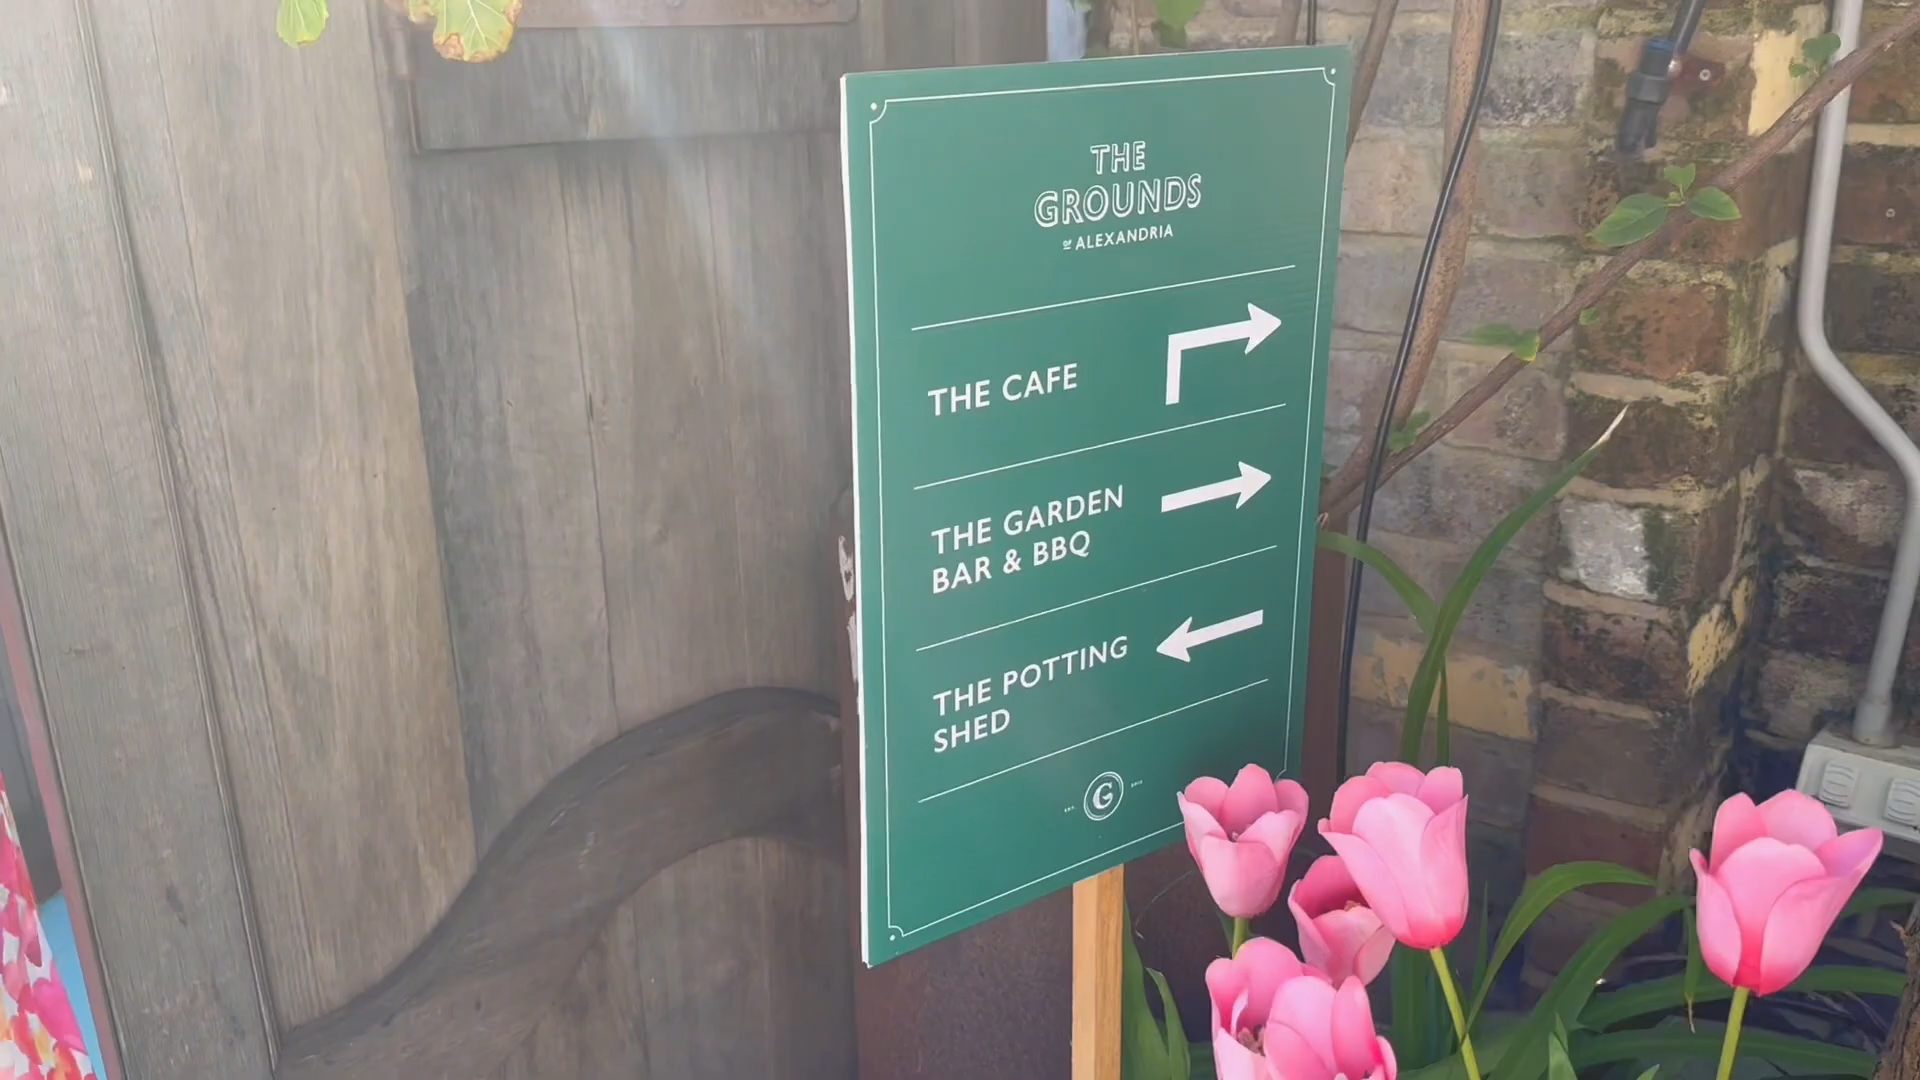 THE
GROUNDS
OF ALEXANDRIA
THE CAFE
THE GARDEN
BAR & BBQ
THE POTTING
SHED
G